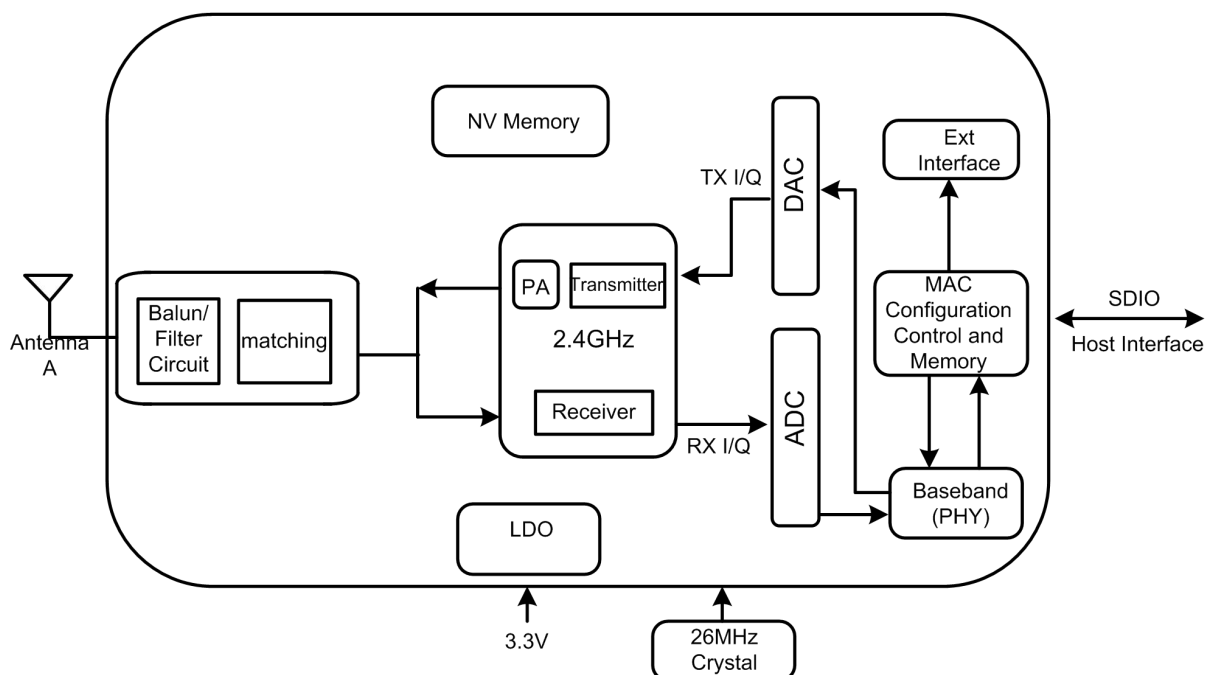 NV Memory
DAC
Ext
Interface
TX I/Q
PA
Transmitter
2.4GHz
MAC
Configuration
Control and
Memory
SDIO
Host Interface
Antenna
A
Balun/
Filter
Circuit
matching
Receiver
RX I/Q
ADC
Baseband
(PHY)
LDO
3.3V
26MHz
Crystal